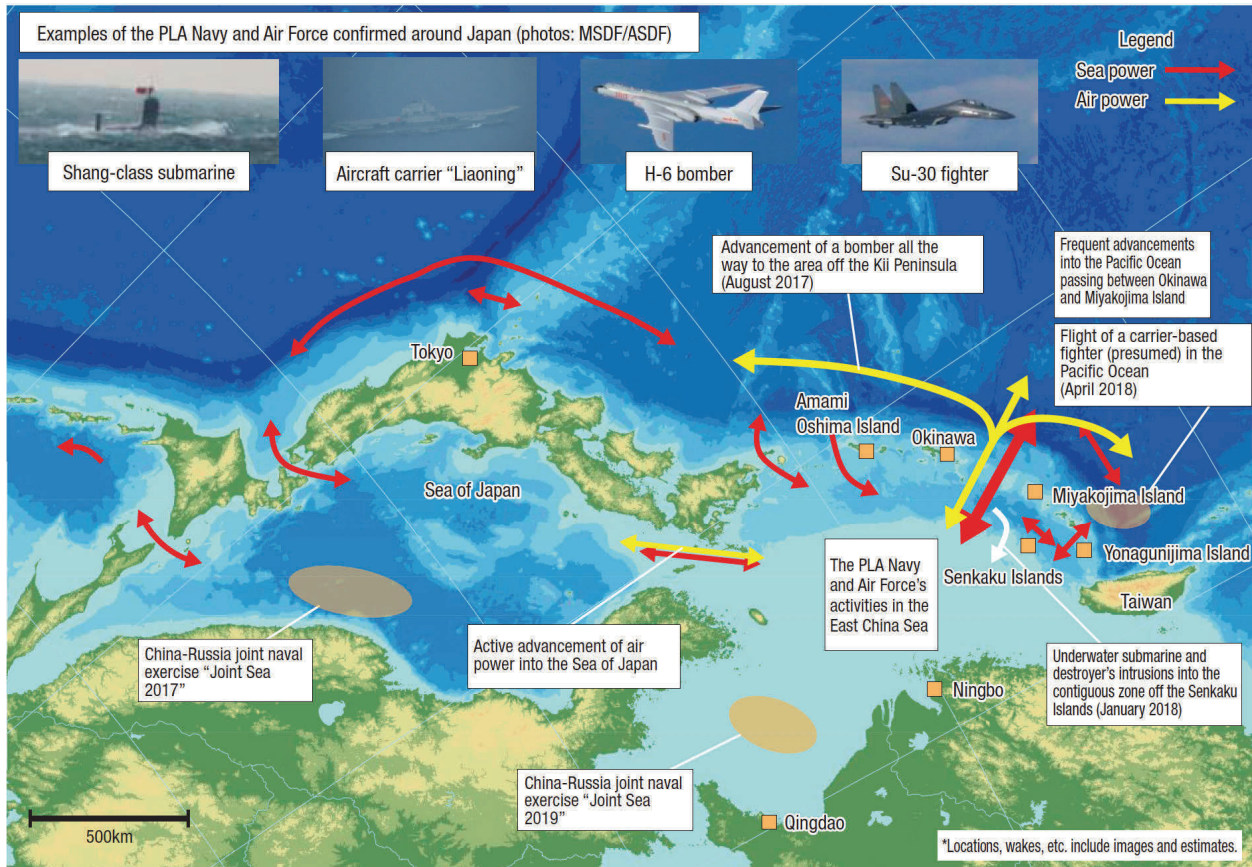 Examples of the PLA Navy and Air Force confirmed around Japan (photos: MSDF/ASDF)
Legend
Sea power
Air power
Shang-class submarine
Aircraft carrier “Liaoning”
H-6 bomber
Su-30 fighter
Advancement of a bomber all the
way to the area off the Kii Peninsula
(August 2017)
Frequent advancements
into the Pacific Ocean
passing between Okinawa
and Miyakojima Island
Flight of a carrier-based
fighter (presumed) in the
Pacific Ocean
(April 2018)
Tokyo
Amami
Oshima Island
Okinawa
Sea of Japan
Miyakojima Island
Yonagunijima Island
Senkaku Islands
Taiwan
The PLA Navy
and Air Force’s
activities in the
East China Sea
China-Russia joint naval
exercise “Joint Sea
2017”
Active advancement of air
power into the Sea of Japan
Underwater submarine and
destroyer’s intrusions into the
contiguous zone off the Senkaku
Islands (January 2018)
Ningbo
China-Russia joint naval
exercise “Joint Sea
2019”
Qingdao
500km
*Locations, wakes, etc. include images and estimates.